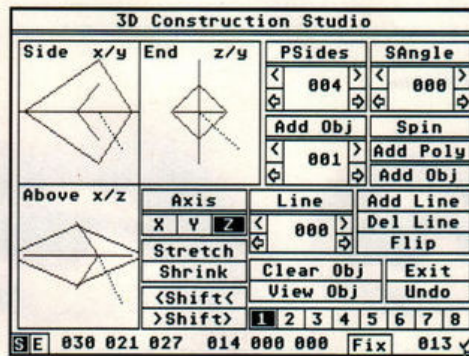 3D Construction Studio
Side x/y End z/y PSides SAngle
< 004 > < 000 >
Add Obj Spin
001 Add Poly
Add Obj
Above x/z Axis Line Add Line
X Y Z < 000 > Del Line
Stretch Flip
Shrink Clear Obj Exit
<Shift< View Obj Undo
>Shift> 1 2 3 4 5 6 7 8
S E 030 021 027 014 000 000 Fix 013